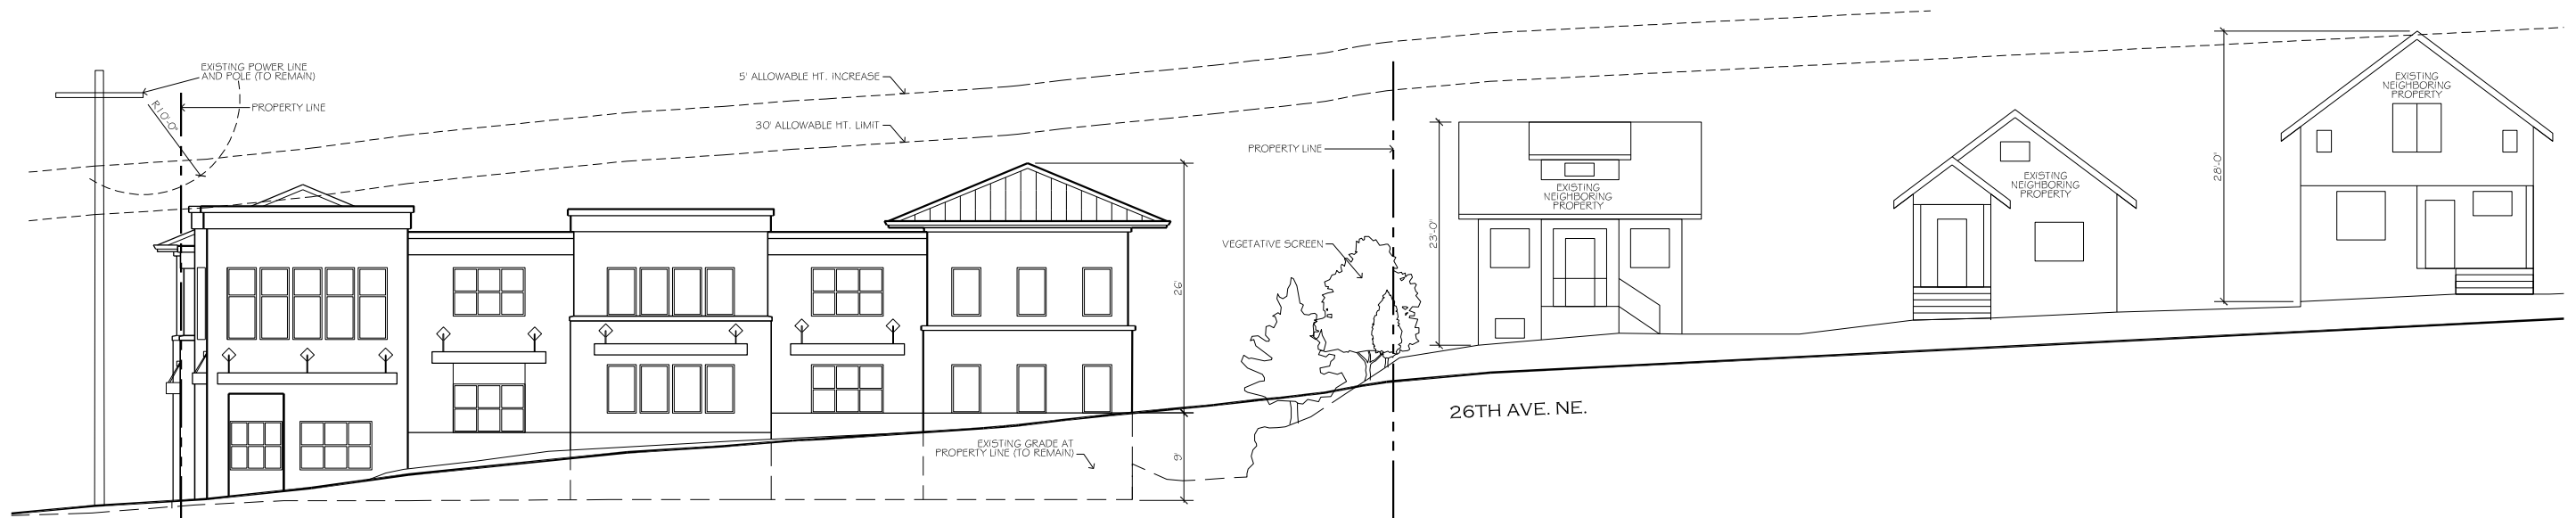 EXISTING POWER LINE
AND POLE (TO REMAIN)
PROPERTY LINE
R10'-0"
5' ALLOWABLE HT. INCREASE
30' ALLOWABLE HT. LIMIT
26'
9'
EXISTING GRADE AT
PROPERTY LINE (TO REMAIN)
PROPERTY LINE
VEGETATIVE SCREEN
23'-0"
EXISTING
NEIGHBORING
PROPERTY
26TH AVE. NE.
EXISTING
NEIGHBORING
PROPERTY
28'-0"
EXISTING
NEIGHBORING
PROPERTY